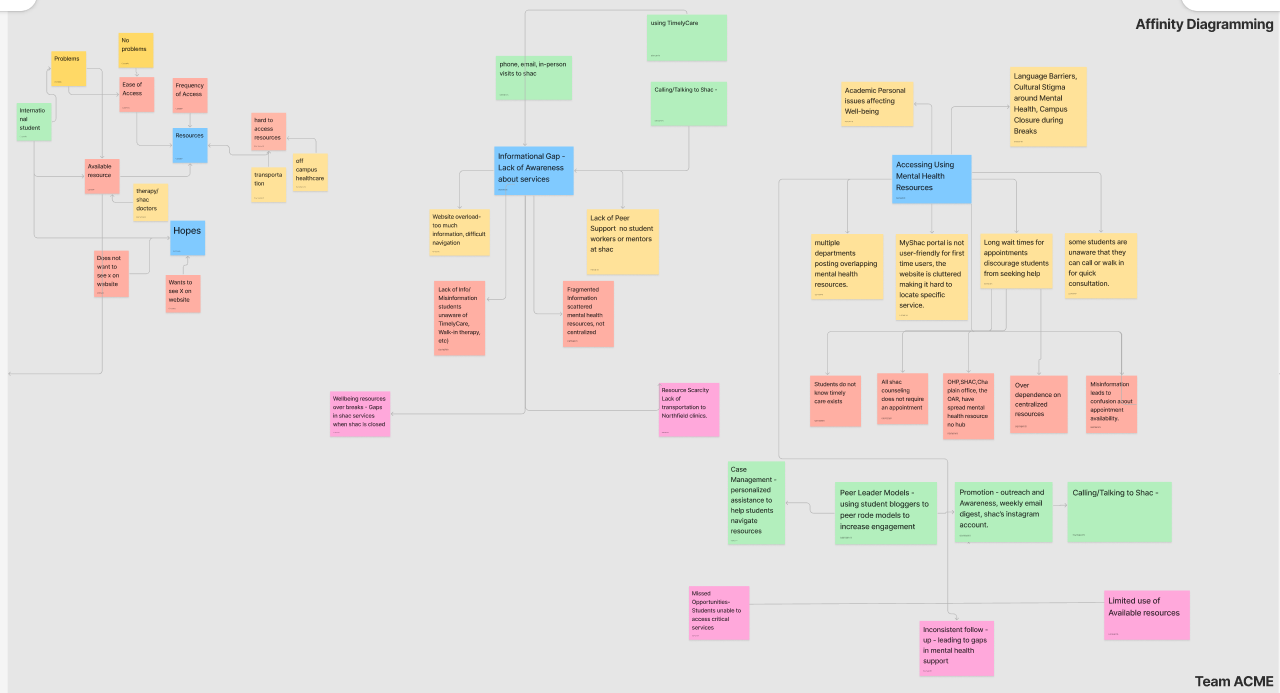 Affinity Diagramming
No
problems
Problems
Ease of
Access
Frequency
of Access
Internatio
nal
student
Resources
hard to
access
resources
Available
resource
transporta
tion
off
campus
healthcare
therapy/
shac
doctors
Hopes
Does not
want to
see x on
website
Wants to
see X on
website
using TimelyCare
phone, email, in-person
visits to shac
Calling/Talking to Shac -
Informational Gap -
Lack of Awareness
about services
Website overload-
too much
information, difficult
navigation
Lack of Peer
Support no student
workers or mentors
at shac
Lack of Info/
Misinformation
students
unaware of
TimelyCare,
Walk-in therapy,
etc)
Fragmented
Information
scattered
mental health
resources, not
centralized
Wellbeing resources
over breaks - Gaps
in shac services
when shac is closed
Resource Scarcity
Lack of
transportation to
Northfield clinics.
Academic Personal
issues affecting
Well-being
Language Barriers,
Cultural Stigma
around Mental
Health, Campus
Closure during
Breaks
Accessing Using
Mental Health
Resources
multiple
departments
posting overlapping
mental health
resources.
MyShac portal is not
user-friendly for first
time users, the
website is cluttered
making it hard to
locate specific
service.
Long wait times for
appointments
discourage students
from seeking help
some students are
unaware that they
can call or walk in
for quick
consultation.
Students do not
know timely
care exists
All shac
counseling
does not require
an appointment
OHP,SHAC,Cha
plain office, the
OAR, have
spread mental
health resource
no hub
Over
dependence on
centralized
resources
Misinformation
leads to
confusion about
appointment
availability.
Case
Management -
personalized
assistance to
help students
navigate
resources
Peer Leader Models -
using student bloggers to
peer rode models to
increase engagement
Promotion - outreach and
Awareness, weekly email
digest, shac's instagram
account.
Calling/Talking to Shac -
Missed
Opportunities-
Students unable to
access critical
services
Inconsistent follow -
up - leading to gaps
in mental health
support
Limited use of
Available resources
Team ACME